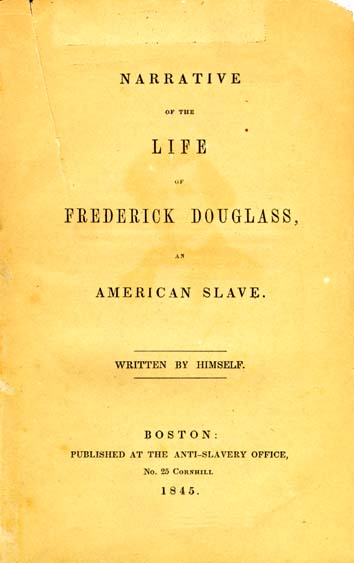 NARRATIVE
OF THE
LIFE
OF
FREDERICK DOUGLASS,
AN
AMERICAN SLAVE.
WRITTEN BY HIMSELF.
BOSTON:
PUBLISHED AT THE ANTI-SLAVERY OFFICE,
No. 25 Cornhill
1845.